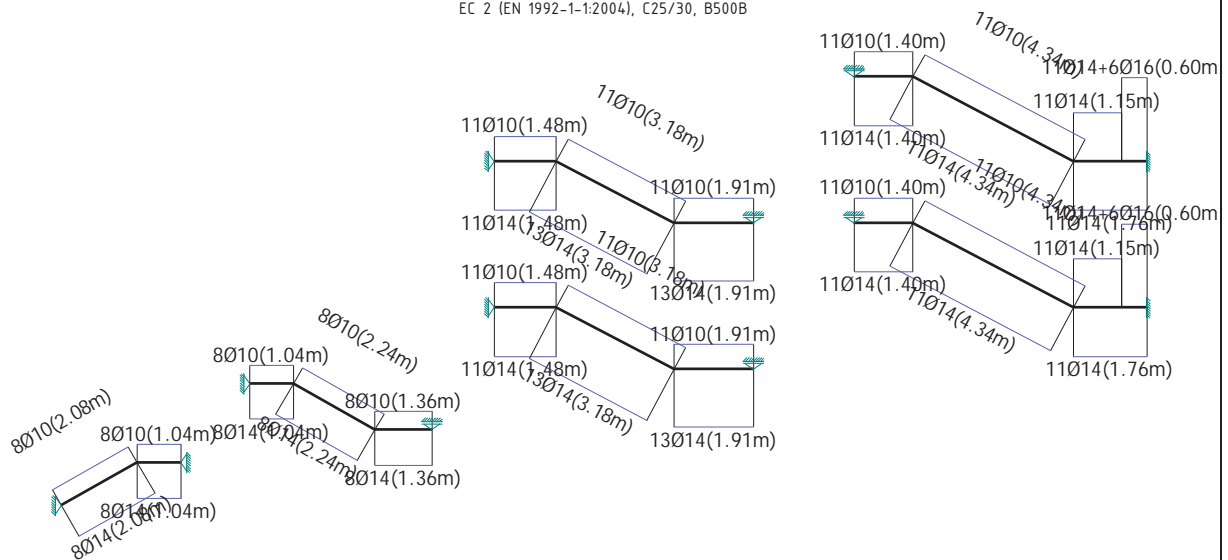 EC 2 (EN 1992-1-1:2004), C25/30, B500B
11Ø10(1.40m)
11Ø10(4.34m)
11Ø14+6Ø16(0.60m
11Ø14(1.15m)
11Ø14(1.40m)
11Ø14(4.34m)
11Ø10(1.48m)
11Ø10(3.18m)
11Ø10(1.91m)
11Ø14(1.48m)
13Ø14(3.18m)
13Ø14(1.91m)
11Ø10(1.40m)
11Ø10(4.34m)
11Ø14+6Ø16(0.60m
11Ø14(1.76m)
11Ø14(1.15m)
11Ø14(1.40m)
11Ø14(4.34m)
11Ø14(1.76m)
11Ø10(1.48m)
11Ø10(3.18m)
11Ø10(1.91m)
11Ø14(1.48m)
13Ø14(3.18m)
13Ø14(1.91m)
8Ø10(1.04m)
8Ø10(2.24m)
8Ø10(1.36m)
8Ø14(1.04m)
8Ø14(2.24m)
8Ø14(1.36m)
8Ø10(2.08m)
8Ø10(1.04m)
8Ø14(1.04m)
8Ø14(2.08m)